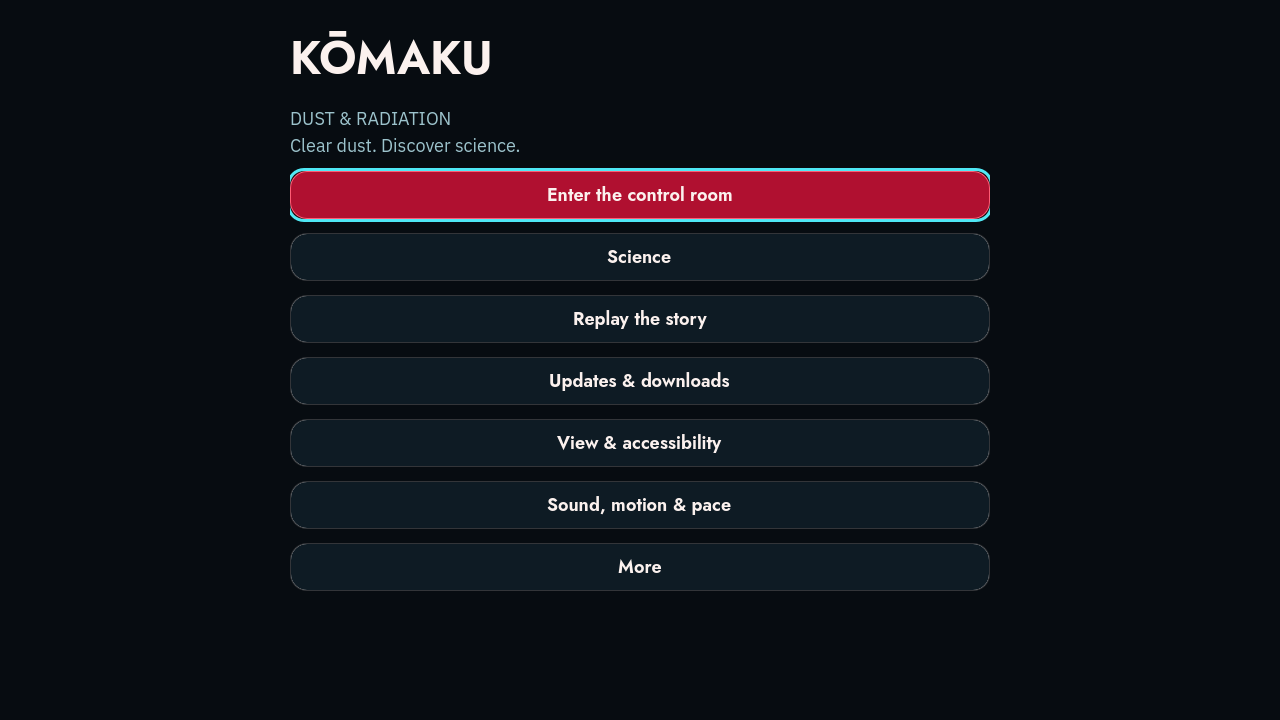 KŌMAKU
DUST & RADIATION
Clear dust. Discover science.
Enter the control room
Science
Replay the story
Updates & downloads
View & accessibility
Sound, motion & pace
More